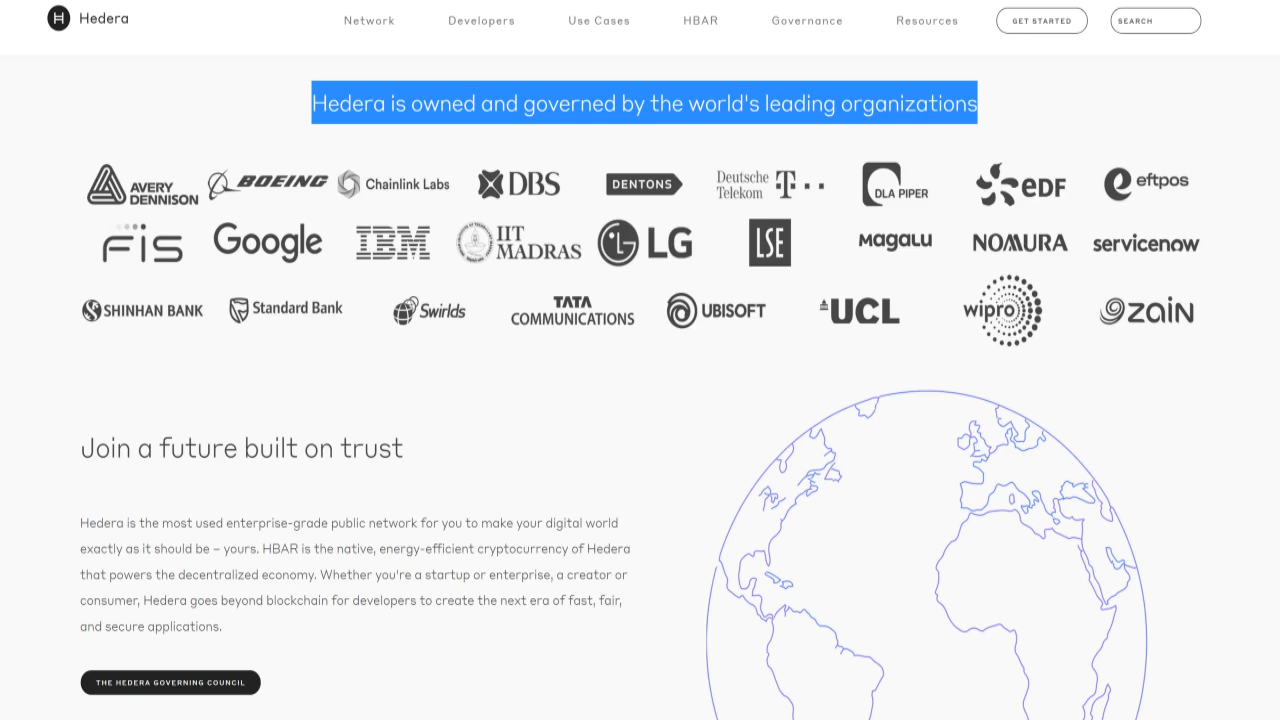 Hedera
Network Developers Use Cases HBAR Governance Resources GET STARTED SEARCH
Hedera is owned and governed by the world's leading organizations
AVERY DENNISON BOEING Chainlink Labs DBS DENTONS Deutsche Telekom T DLA PIPER eDF eftpos
FIS Google IBM IIT MADRAS LG LSE magalu NOMURA servicenow
SHINHAN BANK Standard Bank Swirlds TATA COMMUNICATIONS UBISOFT UCL wipro zain
Join a future built on trust
Hedera is the most used enterprise-grade public network for you to make your digital world
exactly as it should be – yours. HBAR is the native, energy-efficient cryptocurrency of Hedera
that powers the decentralized economy. Whether you're a startup or enterprise, a creator or
consumer, Hedera goes beyond blockchain for developers to create the next era of fast, fair,
and secure applications.
THE HEDERA GOVERNING COUNCIL